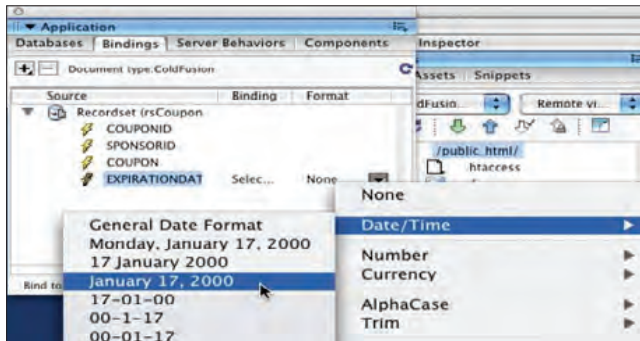 Application
Databases Bindings Server Behaviors Components
Document type:ColdFusion
Source Binding Format
Recordset (rsCoupon
COUPONID
SPONSORID
COUPON
EXPIRATIONDAT Selec... None
Bind to
General Date Format
Monday, January 17, 2000
17 January 2000
January 17, 2000
17-01-00
00-1-17
00-01-17
None
Date/Time
Number
Currency
AlphaCase
Trim
Inspector
Assets Snippets
dFusio... Remote vi...
/public_html/
htaccess